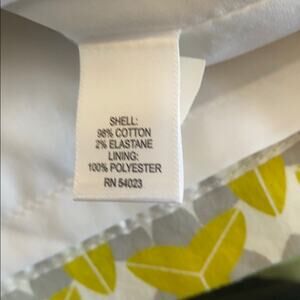 SHELL:
98% COTTON
2% ELASTANE
LINING:
100% POLYESTER
RN 54023